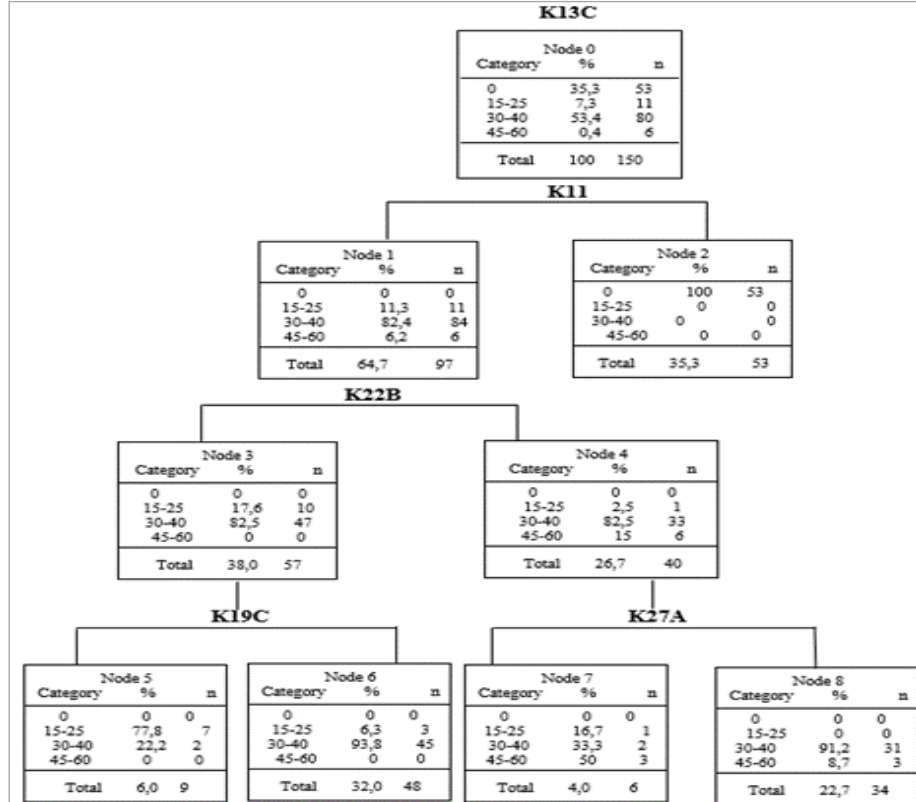 K13C
Node 0
Category % n
0 35,3 53
15-25 7,3 11
30-40 53,4 80
45-60 0,4 6
Total 100 150
K11
Node 1
Category % n
0 0 0
15-25 11,3 11
30-40 82,4 84
45-60 6,2 6
Total 64,7 97
Node 2
Category % n
0 100 53
15-25 0 0
30-40 0 0
45-60 0 0
Total 35,3 53
K22B
Node 3
Category % n
0 0 0
15-25 17,6 10
30-40 82,5 47
45-60 0 0
Total 38,0 57
Node 4
Category % n
0 0 0
15-25 2,5 1
30-40 82,5 33
45-60 15 6
Total 26,7 40
K19C
Node 5
Category % n
0 0 0
15-25 77,8 7
30-40 22,2 2
45-60 0 0
Total 6,0 9
Node 6
Category % n
0 0 0
15-25 6,3 3
30-40 93,8 45
45-60 0 0
Total 32,0 48
K27A
Node 7
Category % n
0 0 0
15-25 16,7 1
30-40 33,3 2
45-60 50 3
Total 4,0 6
Node 8
Category % n
0 0 0
15-25 0 0
30-40 91,2 31
45-60 8,7 3
Total 22,7 34